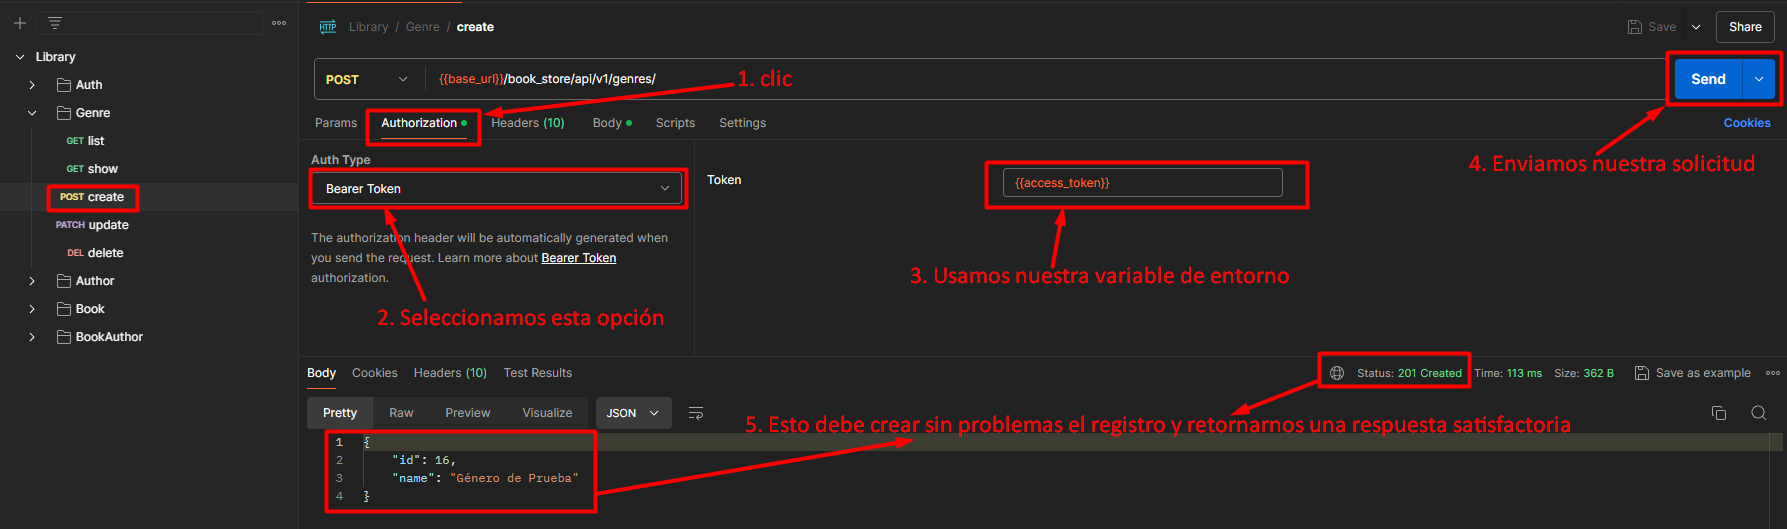 Library / Genre / create
Save
Share
Library
Auth
Genre
GET list
GET show
POST create
PATCH update
DEL delete
Author
Book
BookAuthor
POST
{{base_url}}/book_store/api/v1/genres/
1. clic
Send
Params
Authorization
Headers (10)
Body
Scripts
Settings
Cookies
4. Enviamos nuestra solicitud
Auth Type
Bearer Token
Token
{{access_token}}
The authorization header will be automatically generated when
you send the request. Learn more about Bearer Token
authorization.
3. Usamos nuestra variable de entorno
2. Seleccionamos esta opción
Body
Cookies
Headers (10)
Test Results
Status: 201 Created
Time: 113 ms
Size: 362 B
Save as example
Pretty
Raw
Preview
Visualize
JSON
5. Esto debe crear sin problemas el registro y retornarnos una respuesta satisfactoria
1 {
2 "id": 16,
3 "name": "Género de Prueba"
4 }